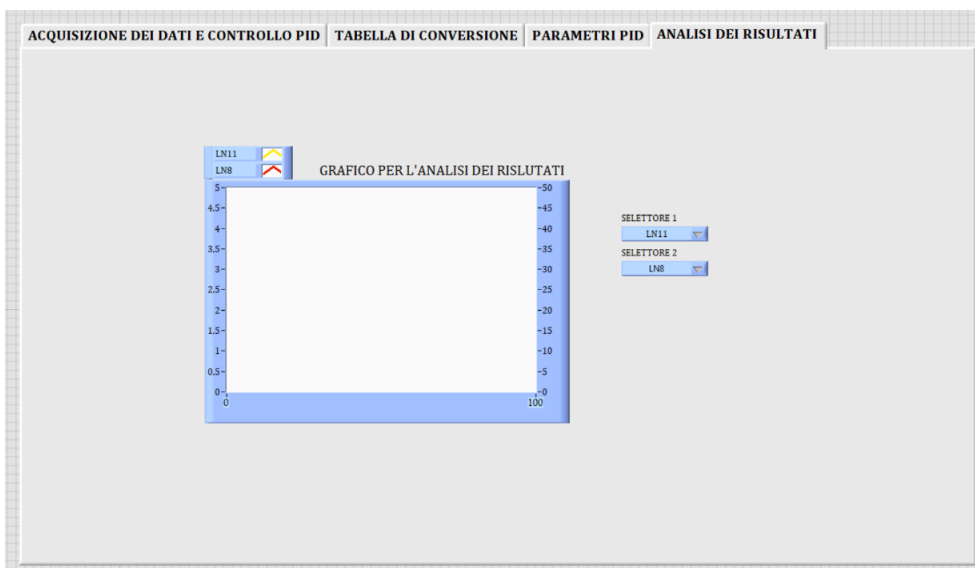 ACQUISIZIONE DEI DATI E CONTROLLO PID TABELLA DI CONVERSIONE PARAMETRI PID ANALISI DEI RISULTATI
LN11
LN8
GRAFICO PER L'ANALISI DEI RISLUTATI
5
4,5
4
3,5
3
2,5
2
1,5
1
0,5
0
50
45
40
35
30
25
20
15
10
5
0
0 100
SELETTORE 1
LN11
SELETTORE 2
LN8